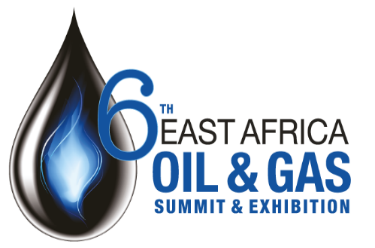 6TH
EAST AFRICA
OIL & GAS
SUMMIT & EXHIBITION